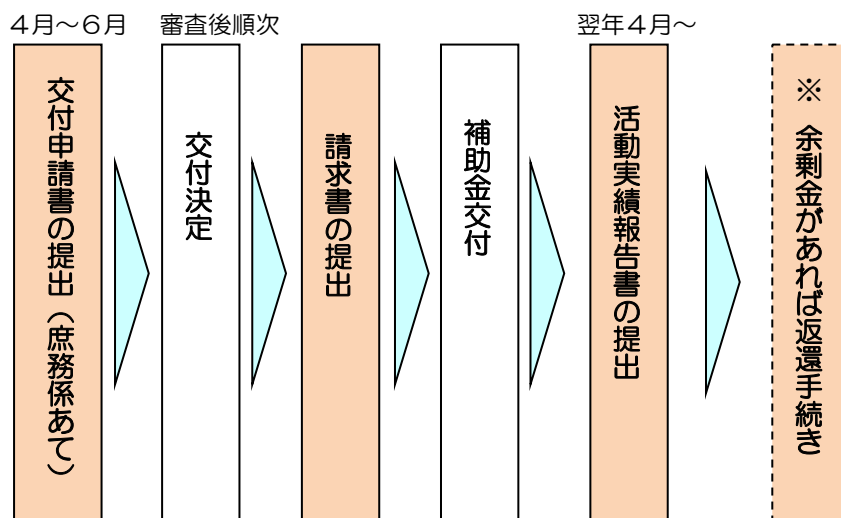 ４月～６月
審査後順次
翌年４月～
交付申請書の提出（庶務係あて）
交付決定
請求書の提出
補助金交付
活動実績報告書の提出
※ 余剰金があれば返還手続き